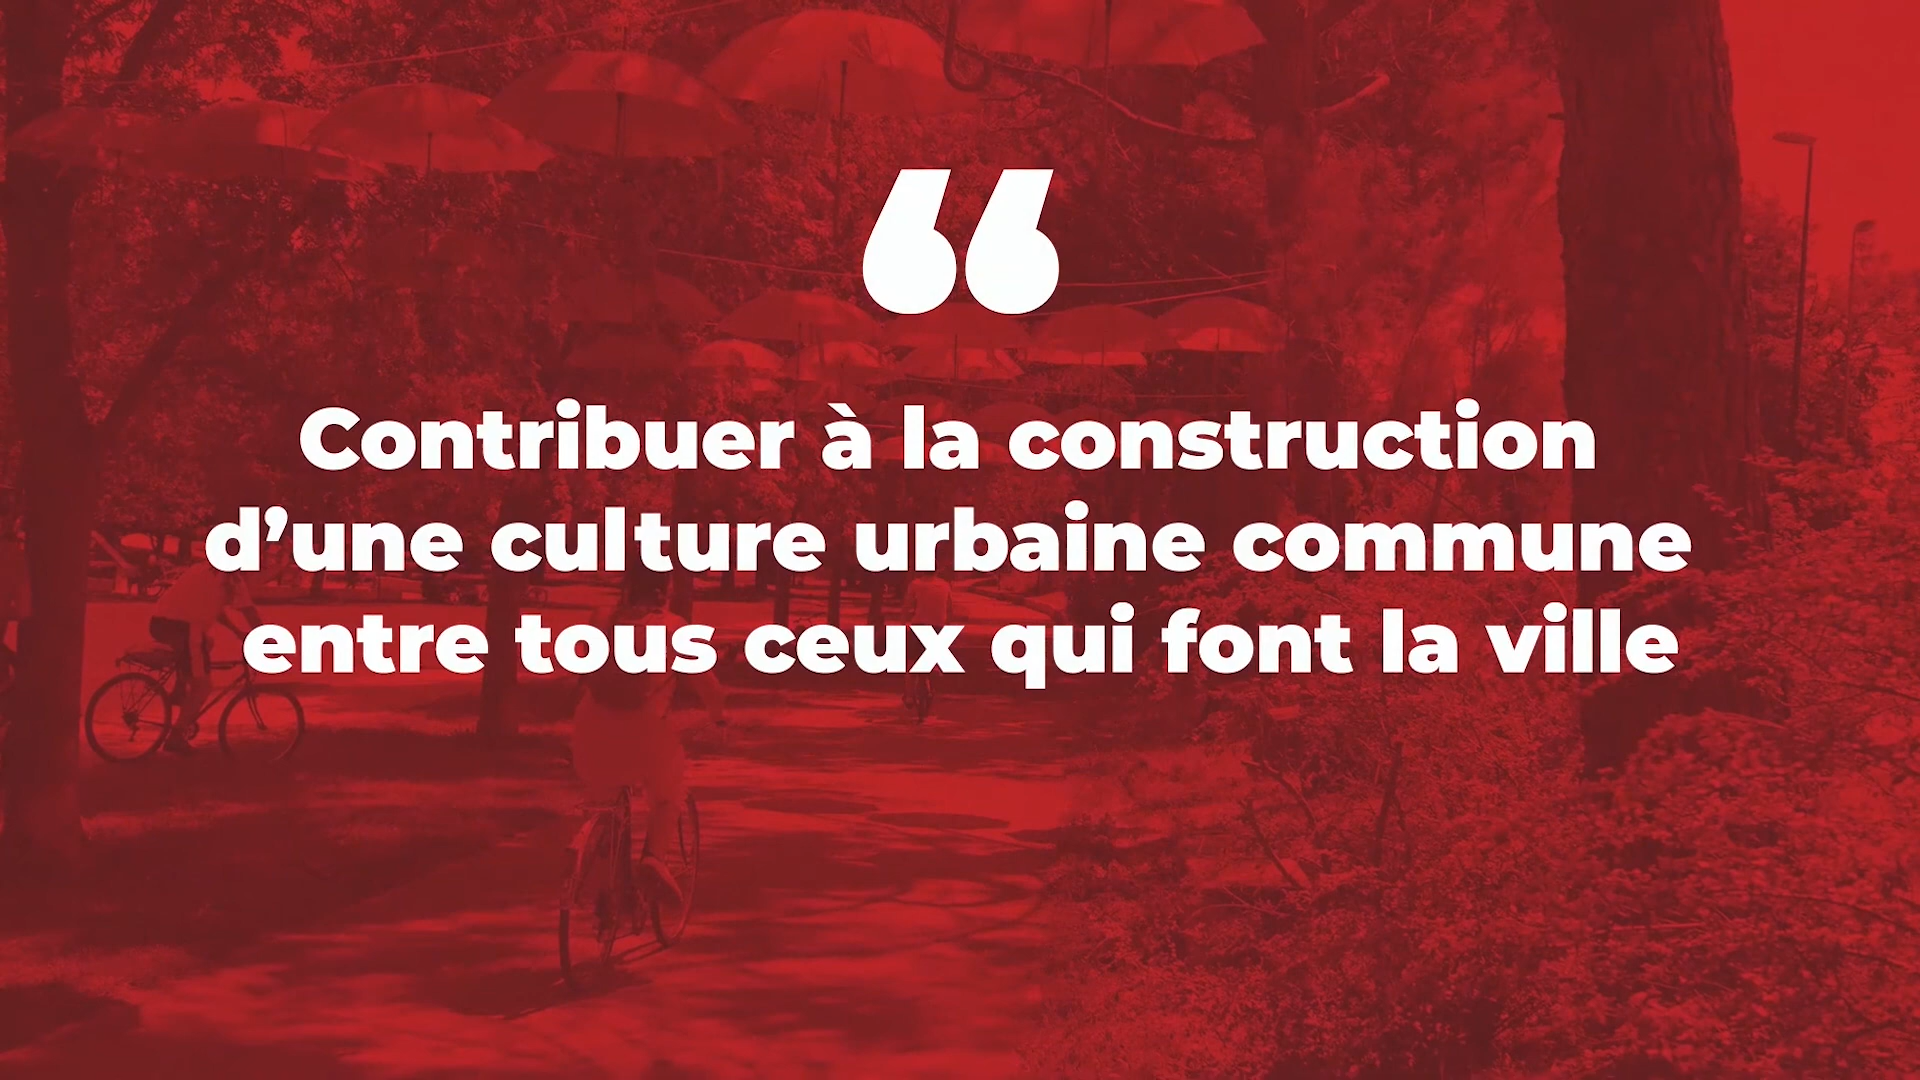 “
Contribuer à la construction
d’une culture urbaine commune
entre tous ceux qui font la ville